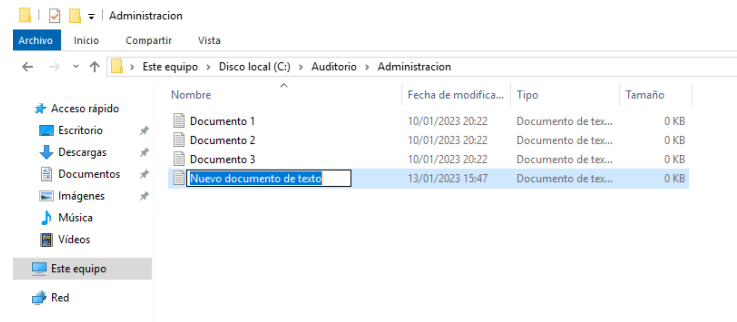 Administracion
Archivo Inicio Compartir Vista
Este equipo > Disco local (C:) > Auditorio > Administracion
Nombre Fecha de modifica... Tipo Tamaño
Acceso rápido
Escritorio
Descargas
Documentos
Imágenes
Música
Vídeos
Este equipo
Red
Documento 1 10/01/2023 20:22 Documento de tex... 0 KB
Documento 2 10/01/2023 20:22 Documento de tex... 0 KB
Documento 3 10/01/2023 20:22 Documento de tex... 0 KB
Nuevo documento de texto 13/01/2023 15:47 Documento de tex... 0 KB